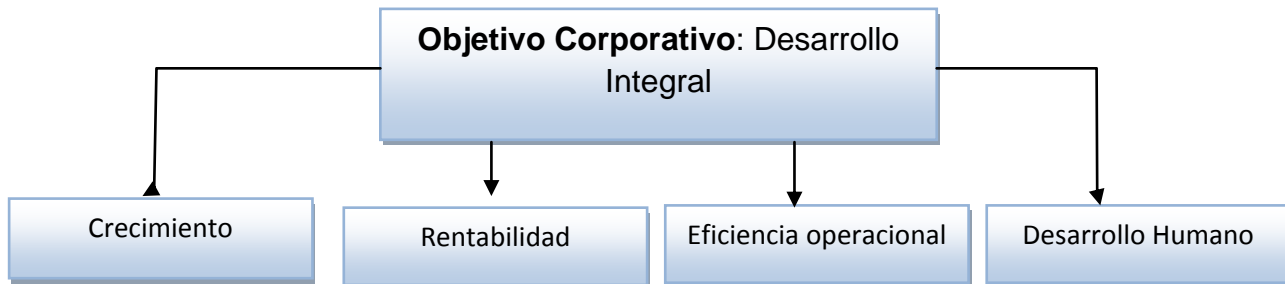 Objetivo Corporativo: Desarrollo
Integral
Crecimiento
Rentabilidad
Eficiencia operacional
Desarrollo Humano